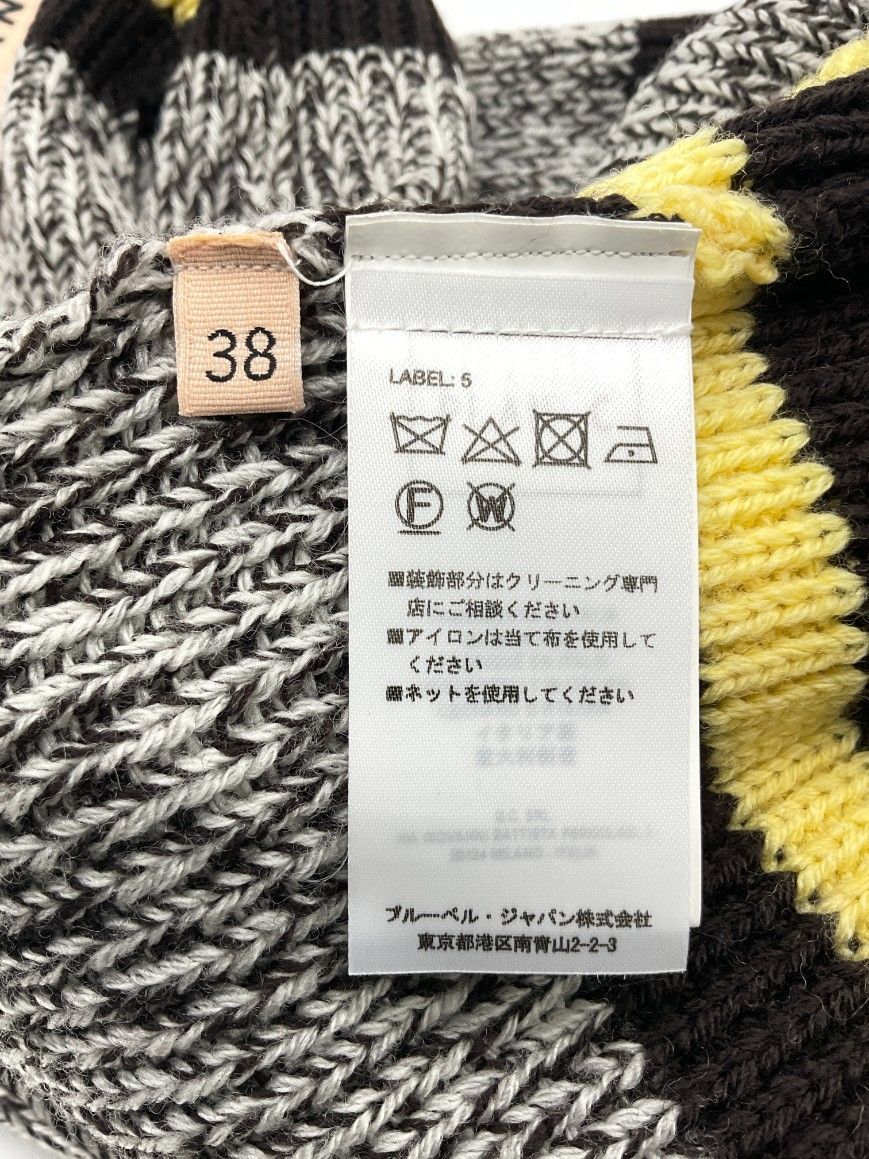 38
LABEL: 5
F
W
■装飾部分はクリーニング専門
店にご相談ください
■アイロンは当て布を使用して
ください
■ネットを使用してください
ブルーベル・ジャパン株式会社
東京都港区南青山2-2-3